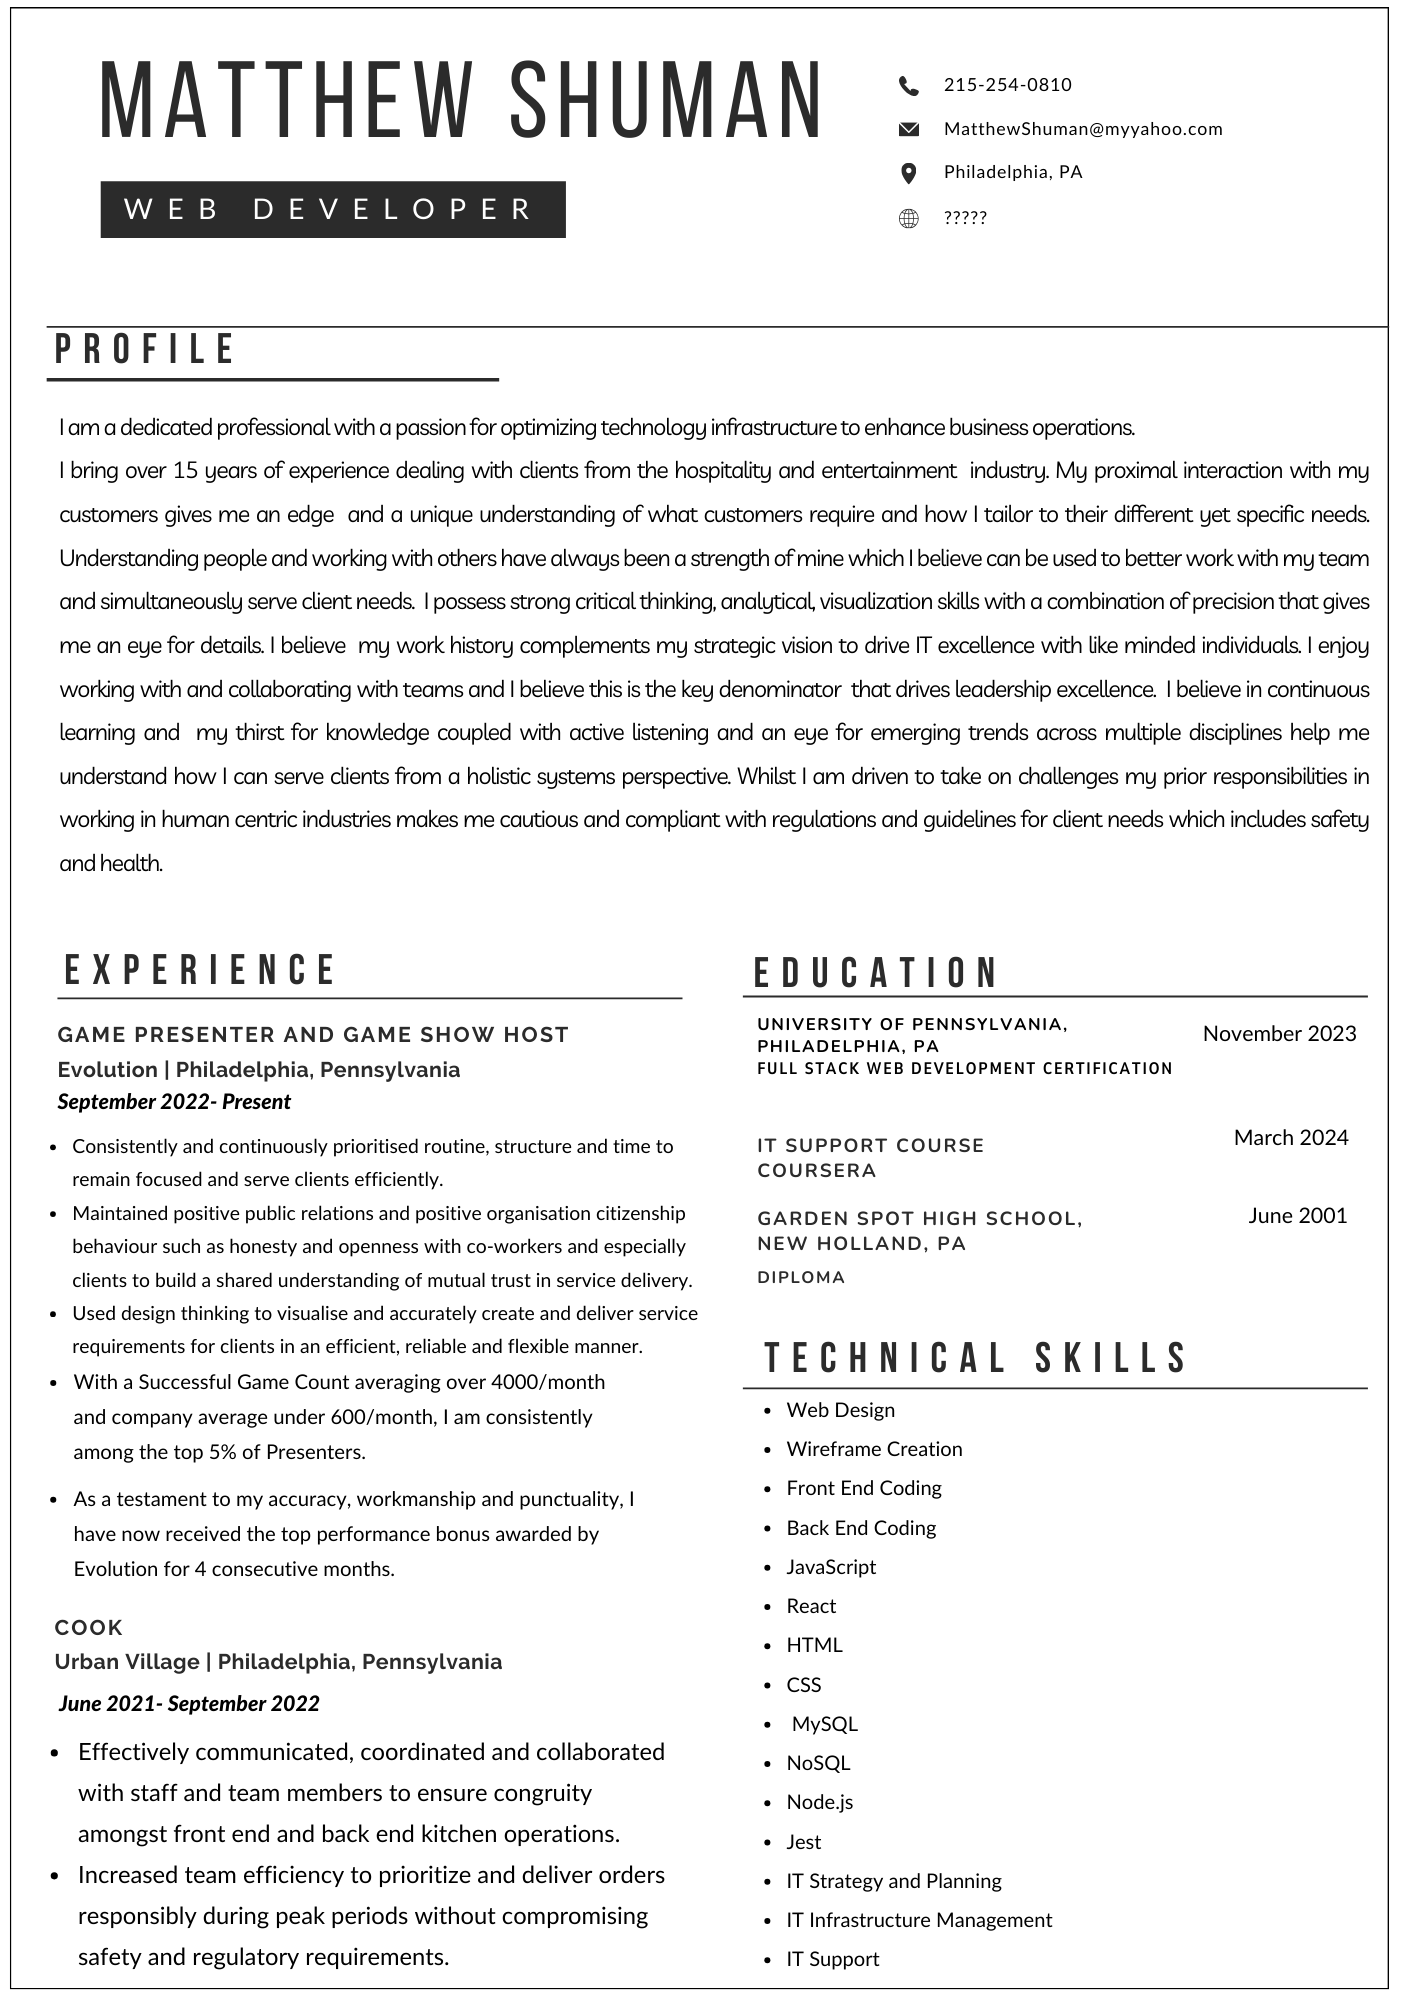 MATTHEW SHUMAN
WEB DEVELOPER
215-254-0810
MatthewShuman@myyahoo.com
Philadelphia, PA
?????
PROFILE
I am a dedicated professional with a passion for optimizing technology infrastructure to enhance business operations.
I bring over 15 years of experience dealing with clients from the hospitality and entertainment industry. My proximal interaction with my
customers gives me an edge and a unique understanding of what customers require and how I tailor to their different yet specific needs.
Understanding people and working with others have always been a strength of mine which I believe can be used to better work with my team
and simultaneously serve client needs. I possess strong critical thinking, analytical, visualization skills with a combination of precision that gives
me an eye for details. I believe my work history complements my strategic vision to drive IT excellence with like minded individuals. I enjoy
working with and collaborating with teams and I believe this is the key denominator that drives leadership excellence. I believe in continuous
learning and my thirst for knowledge coupled with active listening and an eye for emerging trends across multiple disciplines help me
understand how I can serve clients from a holistic systems perspective. Whilst I am driven to take on challenges my prior responsibilities in
working in human centric industries makes me cautious and compliant with regulations and guidelines for client needs which includes safety
and health.
EXPERIENCE
GAME PRESENTER AND GAME SHOW HOST
Evolution | Philadelphia, Pennsylvania
September 2022- Present
• Consistently and continuously prioritised routine, structure and time to
remain focused and serve clients efficiently.
• Maintained positive public relations and positive organisation citizenship
behaviour such as honesty and openness with co-workers and especially
clients to build a shared understanding of mutual trust in service delivery.
• Used design thinking to visualise and accurately create and deliver service
requirements for clients in an efficient, reliable and flexible manner.
• With a Successful Game Count averaging over 4000/month
and company average under 600/month, I am consistently
among the top 5% of Presenters.
• As a testament to my accuracy, workmanship and punctuality, I
have now received the top performance bonus awarded by
Evolution for 4 consecutive months.
COOK
Urban Village | Philadelphia, Pennsylvania
June 2021- September 2022
• Effectively communicated, coordinated and collaborated
with staff and team members to ensure congruity
amongst front end and back end kitchen operations.
• Increased team efficiency to prioritize and deliver orders
responsibly during peak periods without compromising
safety and regulatory requirements.
EDUCATION
UNIVERSITY OF PENNSYLVANIA,
PHILADELPHIA, PA
FULL STACK WEB DEVELOPMENT CERTIFICATION
November 2023
IT SUPPORT COURSE
COURSERA
March 2024
GARDEN SPOT HIGH SCHOOL,
NEW HOLLAND, PA
DIPLOMA
June 2001
TECHNICAL SKILLS
• Web Design
• Wireframe Creation
• Front End Coding
• Back End Coding
• JavaScript
• React
• HTML
• CSS
• MySQL
• NoSQL
• Node.js
• Jest
• IT Strategy and Planning
• IT Infrastructure Management
• IT Support